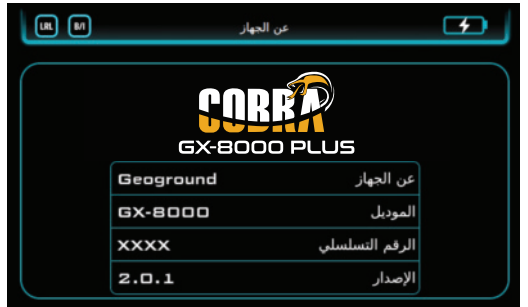 LRL B/I عن الجهاز
COBRA
GX-8000 PLUS
عن الجهاز Geoground
الموديل GX-8000
الرقم التسلسلي XXXX
الإصدار 2.0.1